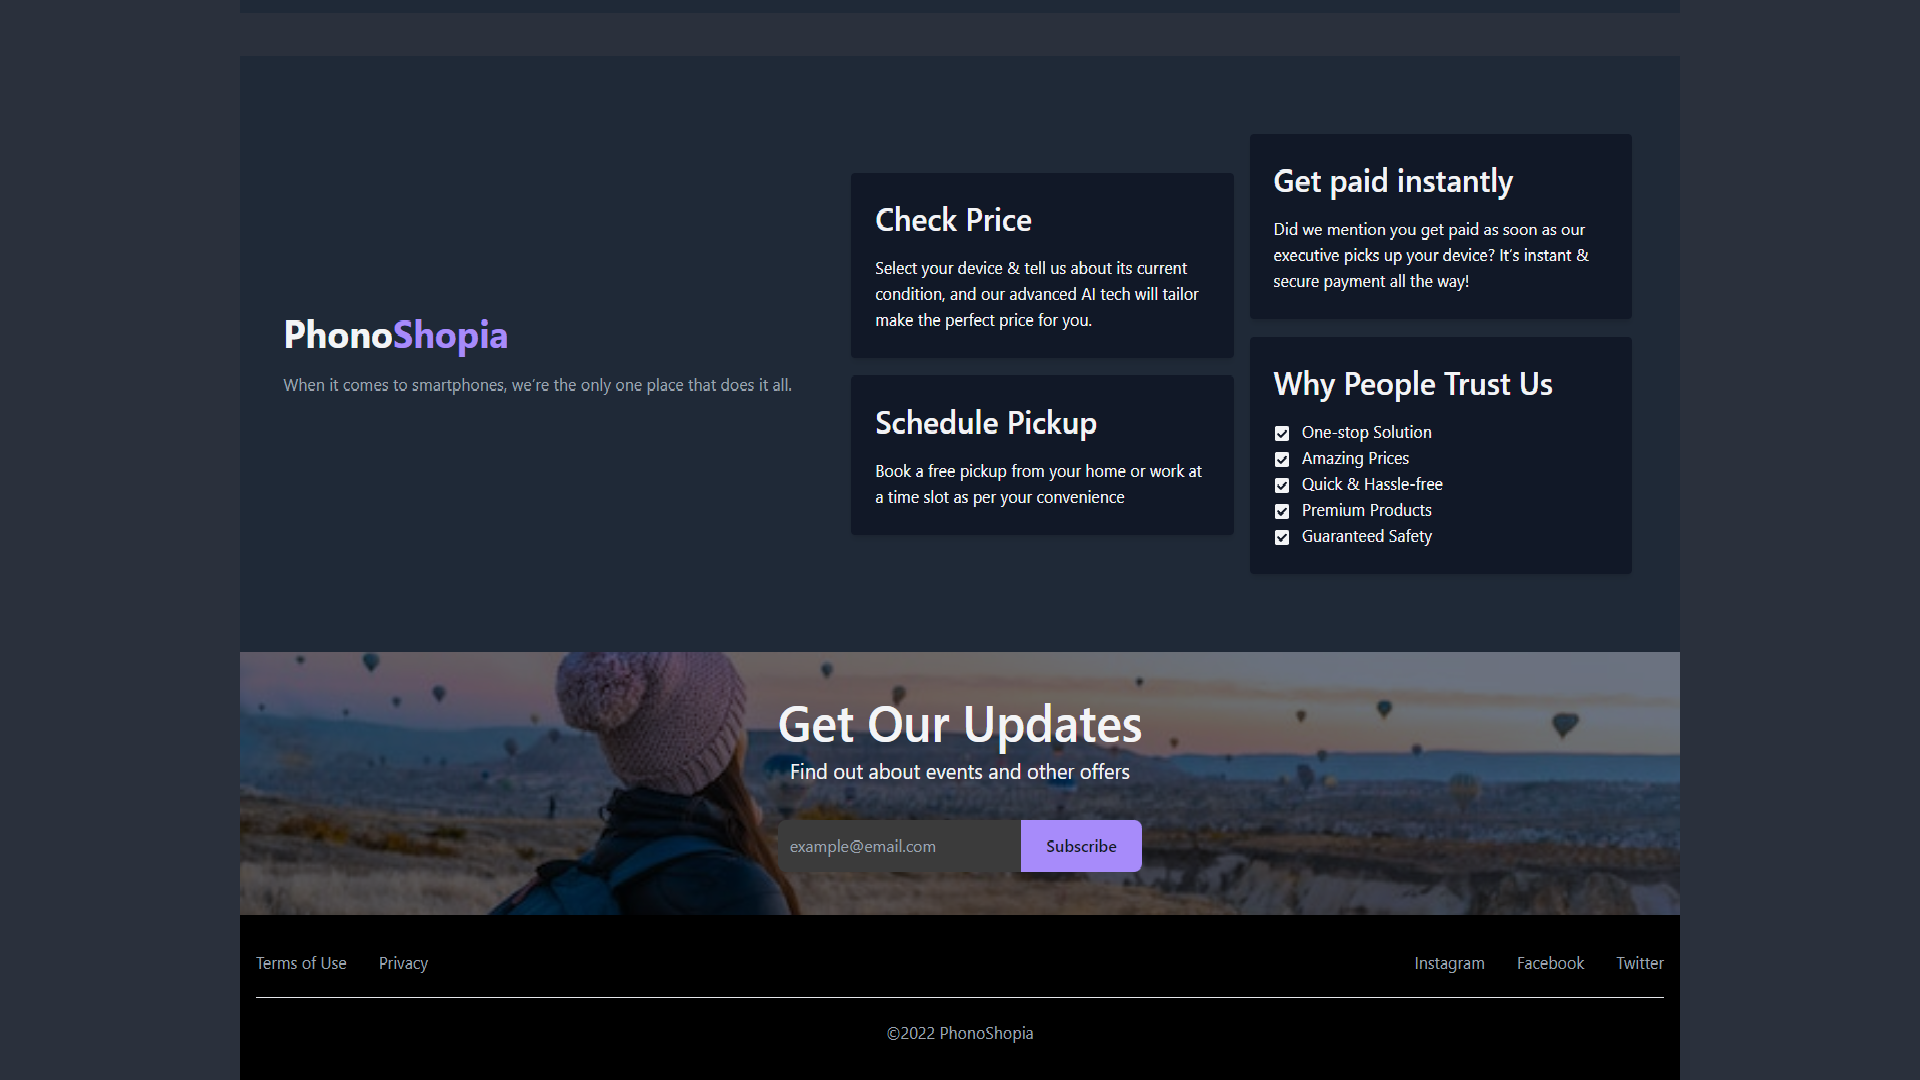 PhonoShopia
When it comes to smartphones, we're the only one place that does it all.
Check Price
Select your device & tell us about its current
condition, and our advanced AI tech will tailor
make the perfect price for you.
Schedule Pickup
Book a free pickup from your home or work at
a time slot as per your convenience
Get paid instantly
Did we mention you get paid as soon as our
executive picks up your device? It's instant &
secure payment all the way!
Why People Trust Us
One-stop Solution
Amazing Prices
Quick & Hassle-free
Premium Products
Guaranteed Safety
Get Our Updates
Find out about events and other offers
example@email.com
Subscribe
Terms of Use
Privacy
Instagram
Facebook
Twitter
©2022 PhonoShopia